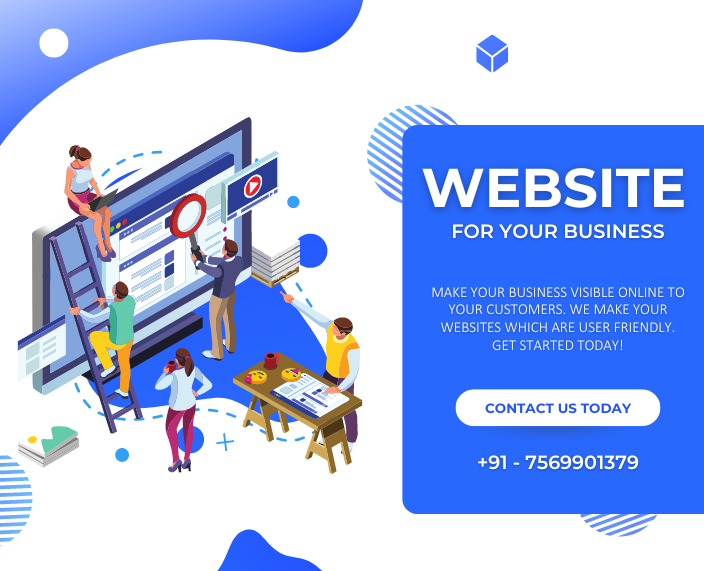 WEBSITE
FOR YOUR BUSINESS
MAKE YOUR BUSINESS VISIBLE ONLINE TO
YOUR CUSTOMERS. WE MAKE YOUR
WEBSITES WHICH ARE USER FRIENDLY.
GET STARTED TODAY!
CONTACT US TODAY
+91 - 7569901379